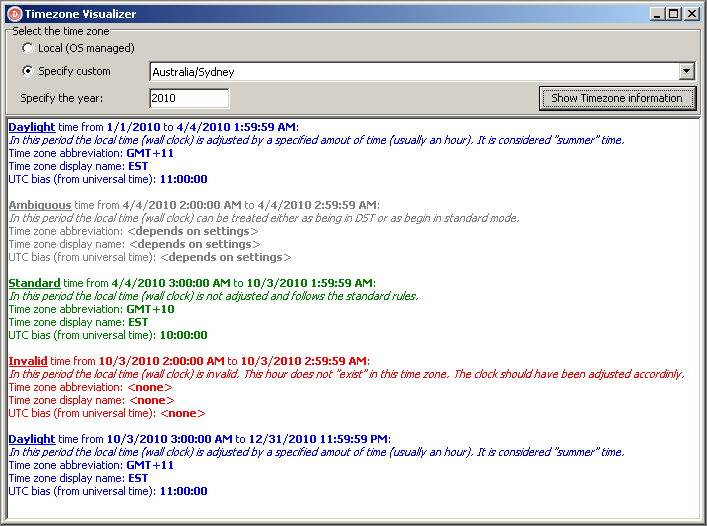 Timezone Visualizer
Select the time zone
Local (OS managed)
Specify custom
Australia/Sydney
Specify the year:
2010
Show Timezone information
Daylight time from 1/1/2010 to 4/4/2010 1:59:59 AM:
In this period the local time (wall clock) is adjusted by a specified amout of time (usually an hour). It is considered "summer" time.
Time zone abbreviation: GMT+11
Time zone display name: EST
UTC bias (from universal time): 11:00:00
Ambiguous time from 4/4/2010 2:00:00 AM to 4/4/2010 2:59:59 AM:
In this period the local time (wall clock) can be treated either as being in DST or as begin in standard mode.
Time zone abbreviation: <depends on settings>
Time zone display name: <depends on settings>
UTC bias (from universal time): <depends on settings>
Standard time from 4/4/2010 3:00:00 AM to 10/3/2010 1:59:59 AM:
In this period the local time (wall clock) is not adjusted and follows the standard rules.
Time zone abbreviation: GMT+10
Time zone display name: EST
UTC bias (from universal time): 10:00:00
Invalid time from 10/3/2010 2:00:00 AM to 10/3/2010 2:59:59 AM:
In this period the local time (wall clock) is invalid. This hour does not "exist" in this time zone. The clock should have been adjusted accordinly.
Time zone abbreviation: <none>
Time zone display name: <none>
UTC bias (from universal time): <none>
Daylight time from 10/3/2010 3:00:00 AM to 12/31/2010 11:59:59 PM:
In this period the local time (wall clock) is adjusted by a specified amout of time (usually an hour). It is considered "summer" time.
Time zone abbreviation: GMT+11
Time zone display name: EST
UTC bias (from universal time): 11:00:00